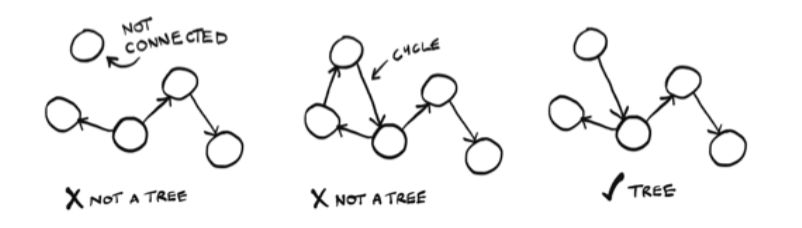 NOT
CONNECTED
CYCLE
X NOT A TREE
X NOT A TREE
✓ TREE